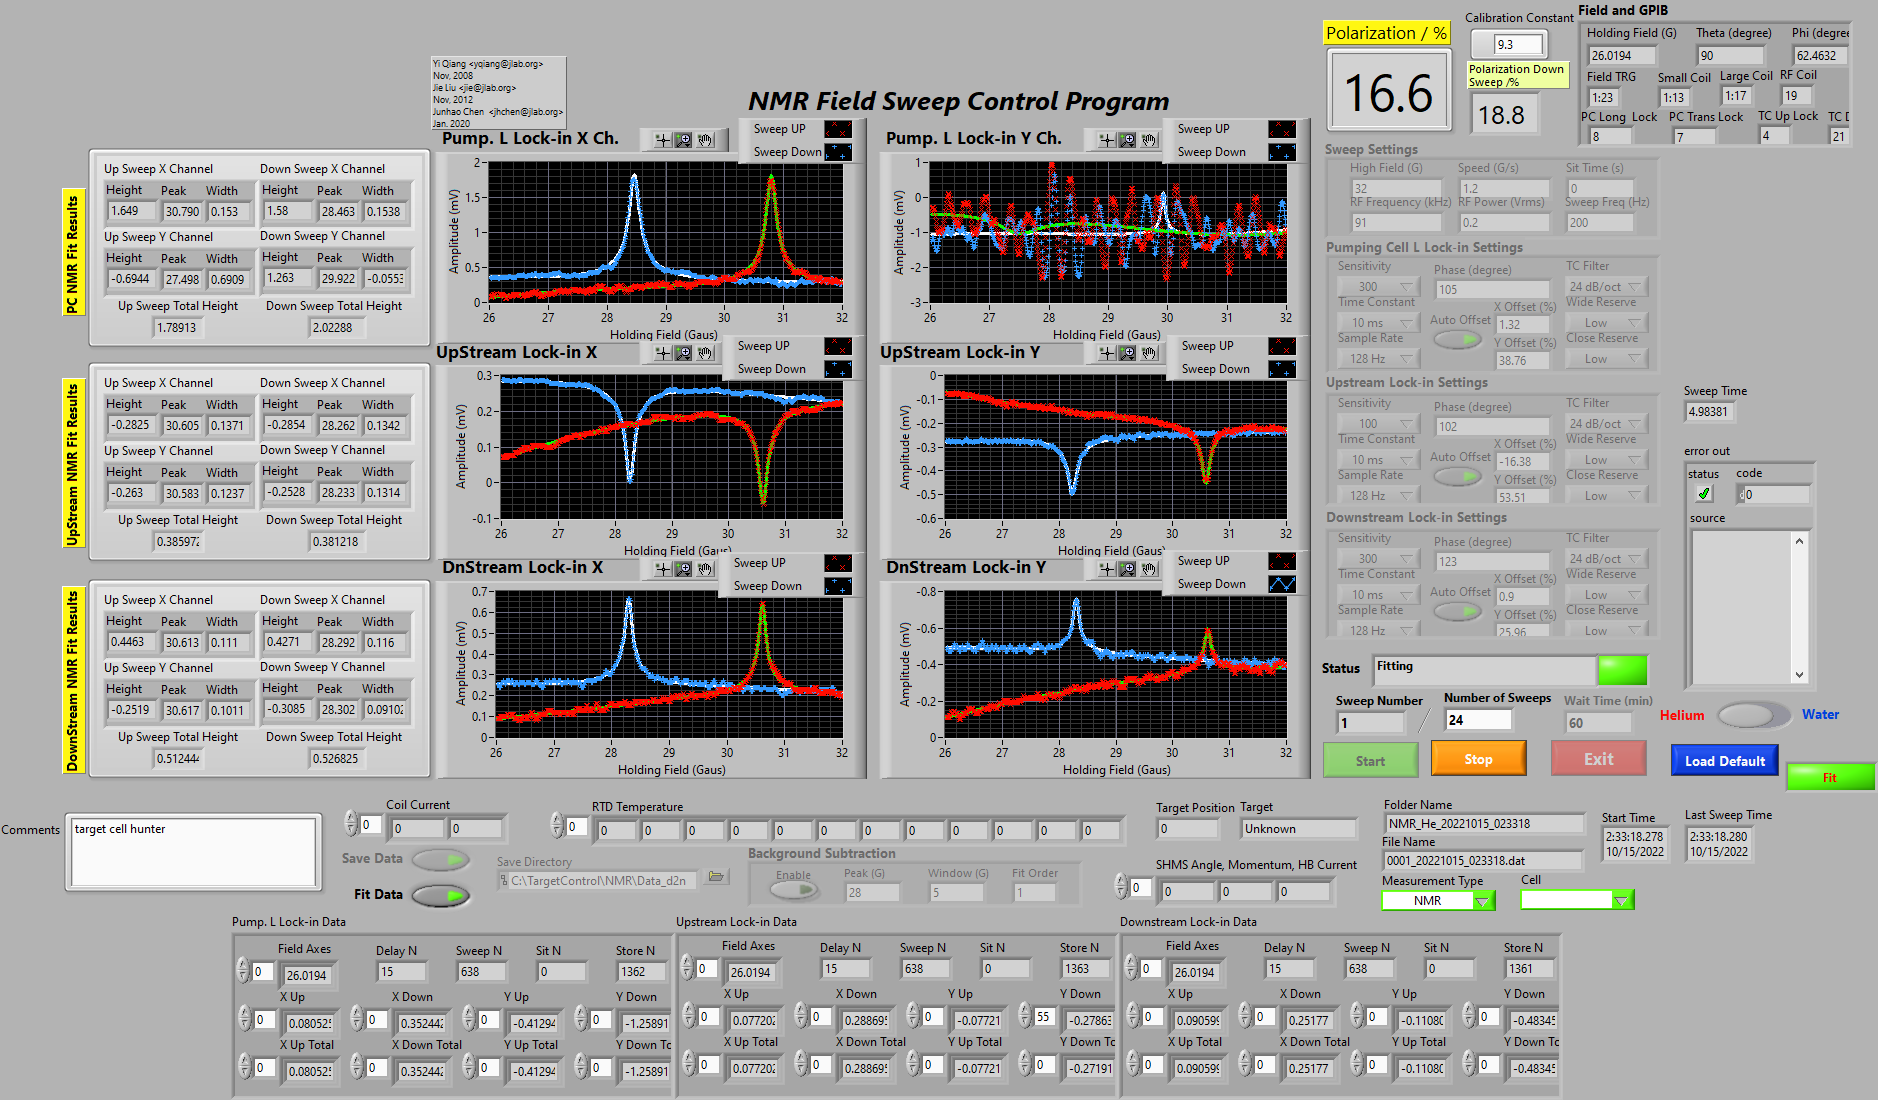 Yi Qiang <yqiang@jlab.org>
Nov, 2008
Jie Liu <jie@jlab.org>
Nov, 2012
Junhao Chen <jhchen@jlab.org>
Jan. 2020
NMR Field Sweep Control Program
Polarization / %
16.6
Calibration Constant
9.3
Polarization Down
Sweep /%
18.8
Field and GPIB
Holding Field (G) Theta (degree) Phi (degree
26.0194 90 62.4632
Field TRG Small Coil Large Coil RF Coil
1:23 1:13 1:17 19
PC Long Lock PC Trans Lock TC Up Lock TC D
8 7 4 21
PC NMR Fit Results
Up Sweep X Channel Down Sweep X Channel
Height Peak Width Height Peak Width
1.649 30.790 0.153 1.58 28.463 0.1538
Up Sweep Y Channel Down Sweep Y Channel
Height Peak Width Height Peak Width
-0.6944 27.498 0.6909 1.263 29.922 -0.0553
Up Sweep Total Height Down Sweep Total Height
1.78913 2.02288
UpStream NMR Fit Results
Up Sweep X Channel Down Sweep X Channel
Height Peak Width Height Peak Width
-0.2825 30.605 0.1371 -0.2854 28.262 0.1342
Up Sweep Y Channel Down Sweep Y Channel
Height Peak Width Height Peak Width
-0.263 30.583 0.1237 -0.2528 28.233 0.1314
Up Sweep Total Height Down Sweep Total Height
0.385972 0.381218
DownStream NMR Fit Results
Up Sweep X Channel Down Sweep X Channel
Height Peak Width Height Peak Width
0.4463 30.613 0.111 0.4271 28.292 0.116
Up Sweep Y Channel Down Sweep Y Channel
Height Peak Width Height Peak Width
-0.2519 30.617 0.1011 -0.3085 28.302 0.09102
Up Sweep Total Height Down Sweep Total Height
0.512444 0.526825
Pump. L Lock-in X Ch.
Sweep UP
Sweep Down
Amplitude (mV)
2
1.5
1
0.5
0
26 27 28 29 30 31 32
Holding Field (Gaus)
Pump. L Lock-in Y Ch.
Sweep UP
Sweep Down
Amplitude (mV)
1
0
-1
-2
-3
26 27 28 29 30 31 32
Holding Field (Gaus)
UpStream Lock-in X
Sweep UP
Sweep Down
Amplitude (mV)
0.3
0.2
0.1
0
-0.1
26 27 28 29 30 31 32
Holding Field (Gaus)
UpStream Lock-in Y
Sweep UP
Sweep Down
Amplitude (mV)
0
-0.1
-0.2
-0.3
-0.4
-0.5
-0.6
26 27 28 29 30 31 32
Holding Field (Gaus)
DnStream Lock-in X
Sweep UP
Sweep Down
Amplitude (mV)
0.7
0.6
0.5
0.4
0.3
0.2
0.1
0
26 27 28 29 30 31 32
Holding Field (Gaus)
DnStream Lock-in Y
Sweep UP
Sweep Down
Amplitude (mV)
-0.8
-0.6
-0.4
-0.2
0
26 27 28 29 30 31 32
Holding Field (Gaus)
Sweep Settings
High Field (G) Speed (G/s) Sit Time (s)
32 1.2 0
RF Frequency (kHz) RF Power (Vrms) Sweep Freq (Hz)
91 0.2 200
Pumping Cell L Lock-in Settings
Sensitivity Phase (degree) TC Filter
300 105 24 dB/oct
Time Constant X Offset (%) Wide Reserve
10 ms Auto Offset 1.32 Low
Sample Rate Y Offset (%) Close Reserve
128 Hz 38.76 Low
Upstream Lock-in Settings
Sensitivity Phase (degree) TC Filter
100 102 24 dB/oct
Time Constant X Offset (%) Wide Reserve
10 ms Auto Offset -16.38 Low
Sample Rate Y Offset (%) Close Reserve
128 Hz 53.51 Low
Downstream Lock-in Settings
Sensitivity Phase (degree) TC Filter
300 123 24 dB/oct
Time Constant X Offset (%) Wide Reserve
10 ms Auto Offset 0.9 Low
Sample Rate Y Offset (%) Close Reserve
128 Hz 25.96 Low
Sweep Time
4.98381
error out
status code
0
source
Status Fitting
Sweep Number Number of Sweeps Wait Time (min)
1 / 24 60
Helium Water
Start Stop Exit Load Default Fit
Comments target cell hunter
Coil Current
0 0 0
RTD Temperature
0 0 0 0 0 0 0 0 0 0 0 0 0
Save Data
Fit Data
Save Directory
C:\TargetControl\NMR\Data_d2n
Background Subtraction
Enable Peak (G) Window (G) Fit Order
28 5 1
Target Position Target
0 Unknown
SHMS Angle, Momentum, HB Current
0 0 0 0
Folder Name
NMR_He_20221015_023318
File Name
0001_20221015_023318.dat
Measurement Type Cell
NMR
Start Time Last Sweep Time
2:33:18.278 2:33:18.280
10/15/2022 10/15/2022
Pump. L Lock-in Data
Field Axes Delay N Sweep N Sit N Store N
0 26.0194 15 638 0 1362
X Up X Down Y Up Y Down
0 0.080525 0 0.352442 0 -0.41294 0 -1.25891
X Up Total X Down Total Y Up Total Y Down To
0 0.080525 0 0.352442 0 -0.41294 0 -1.25891
Upstream Lock-in Data
Field Axes Delay N Sweep N Sit N Store N
0 26.0194 15 638 0 1363
X Up X Down Y Up Y Down
0 0.077202 0 0.288695 0 -0.07721 55 -0.27863
X Up Total X Down Total Y Up Total Y Down To
0 0.077202 0 0.288695 0 -0.07721 0 -0.27191
Downstream Lock-in Data
Field Axes Delay N Sweep N Sit N Store N
0 26.0194 15 638 0 1361
X Up X Down Y Up Y Down
0 0.090599 0 0.25177 0 -0.11080 0 -0.48345
X Up Total X Down Total Y Up Total Y Down To
0 0.090599 0 0.25177 0 -0.11080 0 -0.48345